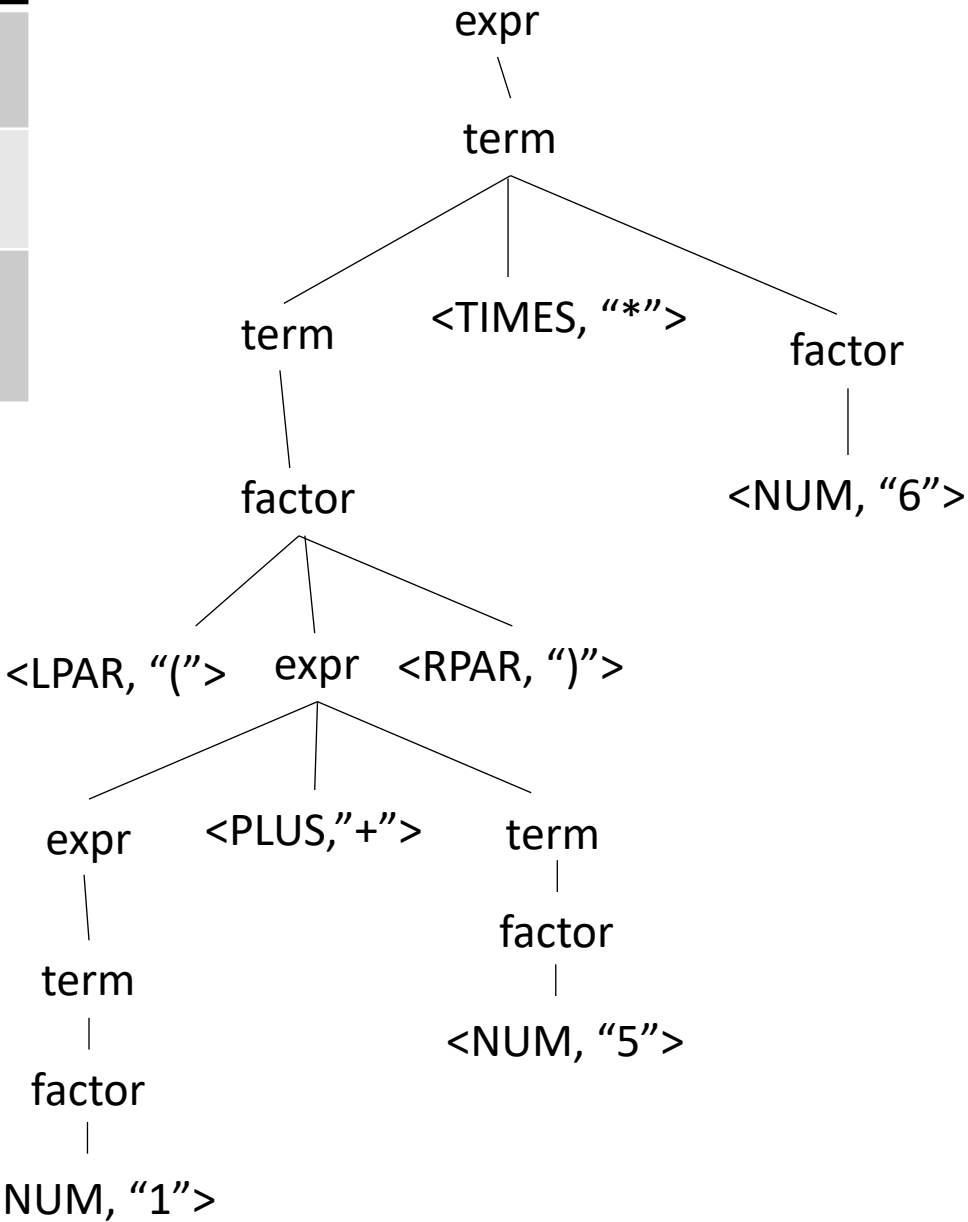 expr
term
term
<TIMES, “*”>
factor
factor
<NUM, “6”>
<LPAR, “(”>
expr
<RPAR, “)”>
expr
<PLUS,”+”>
term
factor
term
<NUM, “5”>
factor
NUM, “1”>